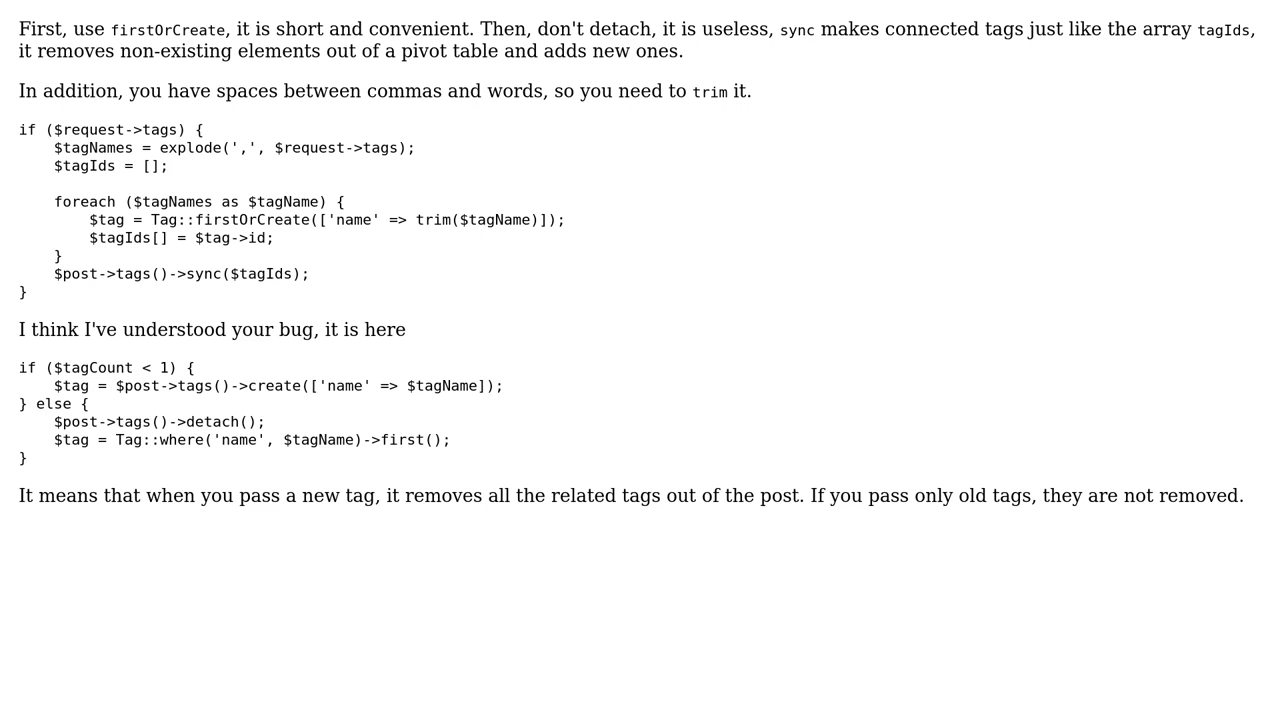 First, use firstOrCreate, it is short and convenient. Then, don't detach, it is useless, sync makes connected tags just like the array tagIds,
it removes non-existing elements out of a pivot table and adds new ones.
In addition, you have spaces between commas and words, so you need to trim it.
if ($request->tags) {
    $tagNames = explode(',', $request->tags);
    $tagIds = [];
    foreach ($tagNames as $tagName) {
        $tag = Tag::firstOrCreate(['name' => trim($tagName)]);
        $tagIds[] = $tag->id;
    }
    $post->tags()->sync($tagIds);
}
I think I've understood your bug, it is here
if ($tagCount < 1) {
    $tag = $post->tags()->create(['name' => $tagName]);
} else {
    $post->tags()->detach();
    $tag = Tag::where('name', $tagName)->first();
}
It means that when you pass a new tag, it removes all the related tags out of the post. If you pass only old tags, they are not removed.